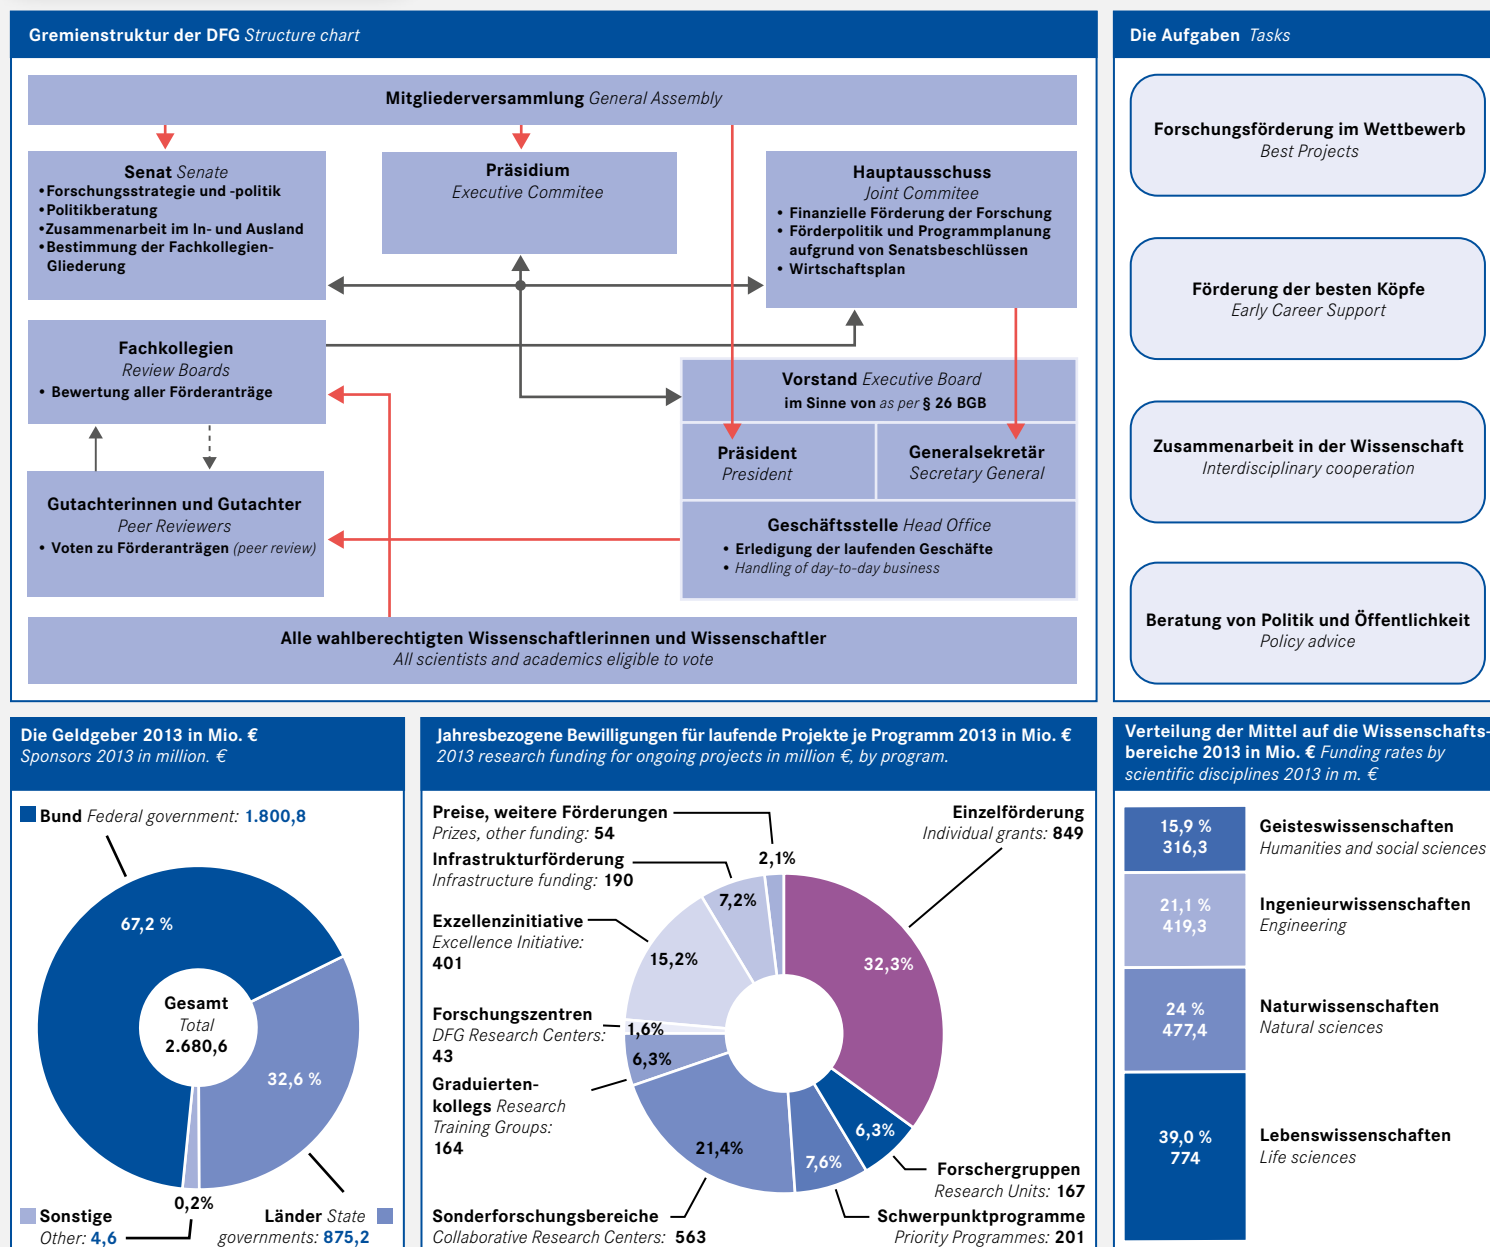 Gremienstruktur der DFG Structure chart
Mitgliederversammlung General Assembly
Senat Senate
•Forschungsstrategie und -politik
•Politikberatung
•Zusammenarbeit im In- und Ausland
•Bestimmung der Fachkollegien-
Gliederung
Präsidium
Executive Commitee
Hauptausschuss
Joint Commitee
• Finanzielle Förderung der Forschung
• Förderpolitik und Programmplanung
aufgrund von Senatsbeschlüssen
• Wirtschaftsplan
Fachkollegien
Review Boards
• Bewertung aller Förderanträge
Vorstand Executive Board
im Sinne von as per § 26 BGB
Präsident
President
Generalsekretär
Secretary General
Gutachterinnen und Gutachter
Peer Reviewers
• Voten zu Förderanträgen (peer review)
Geschäftsstelle Head Office
• Erledigung der laufenden Geschäfte
• Handling of day-to-day business
Alle wahlberechtigten Wissenschaftlerinnen und Wissenschaftler
All scientists and academics eligible to vote
Die Aufgaben Tasks
Forschungsförderung im Wettbewerb
Best Projects
Förderung der besten Köpfe
Early Career Support
Zusammenarbeit in der Wissenschaft
Interdisciplinary cooperation
Beratung von Politik und Öffentlichkeit
Policy advice
Die Geldgeber 2013 in Mio. €
Sponsors 2013 in million. €
Bund Federal government: 1.800,8
67,2 %
Gesamt
Total
2.680,6
32,6 %
0,2%
Sonstige
Other: 4,6
Länder State
governments: 875,2
Jahresbezogene Bewilligungen für laufende Projekte je Programm 2013 in Mio. €
2013 research funding for ongoing projects in million €, by program.
Preise, weitere Förderungen
Prizes, other funding: 54
2,1%
Einzelförderung
Individual grants: 849
Infrastrukturförderung
Infrastructure funding: 190
7,2%
Exzellenzinitiative
Excellence Initiative:
401
15,2%
32,3%
Forschungszentren
DFG Research Centers:
43
1,6%
6,3%
Graduierten-
kollegs Research
Training Groups:
164
21,4%
7,6%
6,3%
Forschergruppen
Research Units: 167
Sonderforschungsbereiche
Collaborative Research Centers: 563
Schwerpunktprogramme
Priority Programmes: 201
Verteilung der Mittel auf die Wissenschafts-
bereiche 2013 in Mio. € Funding rates by
scientific disciplines 2013 in m. €
15,9 %
316,3
Geisteswissenschaften
Humanities and social sciences
21,1 %
419,3
Ingenieurwissenschaften
Engineering
24 %
477,4
Naturwissenschaften
Natural sciences
39,0 %
774
Lebenswissenschaften
Life sciences